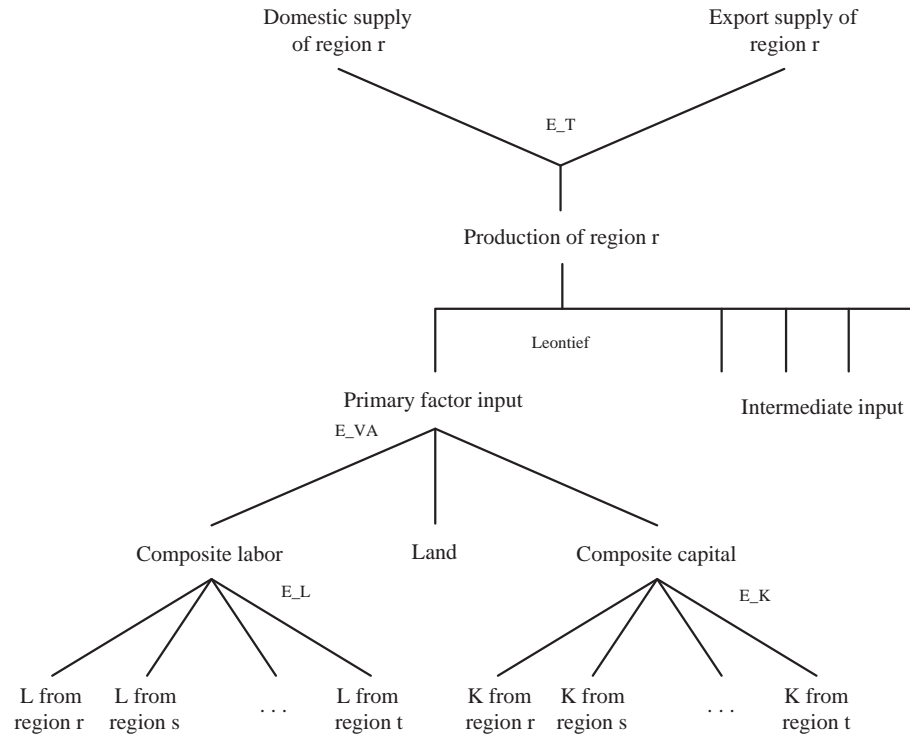 Domestic supply
of region r
Export supply of
region r
E_T
Production of region r
Leontief
Primary factor input
Intermediate input
E_VA
Composite labor
Land
Composite capital
E_L
E_K
L from
region r
L from
region s
. . .
L from
region t
K from
region r
K from
region s
. . .
K from
region t